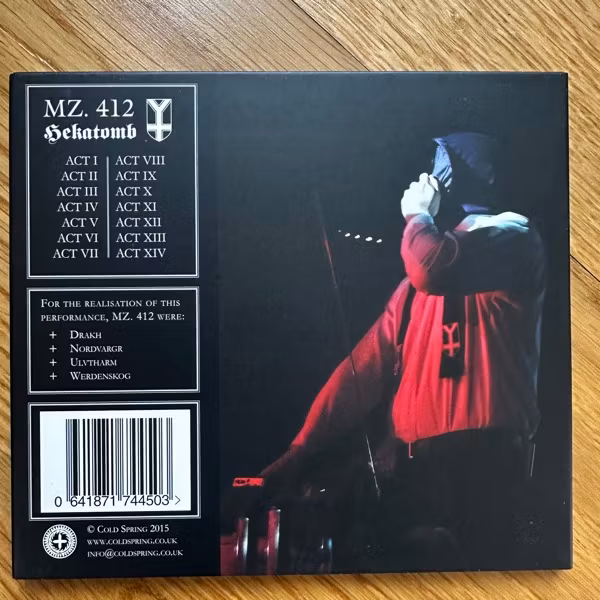 MZ. 412
Hekatomb
ACT I
ACT II
ACT III
ACT IV
ACT V
ACT VI
ACT VII
ACT VIII
ACT IX
ACT X
ACT XI
ACT XII
ACT XIII
ACT XIV
For the realisation of this
performance, MZ. 412 were:
+ Drakh
+ Nordvargr
+ Ulvtharm
+ Werdenskog
0 641871 744503 >
© Cold Spring 2015
www.coldspring.co.uk
info@coldspring.co.uk